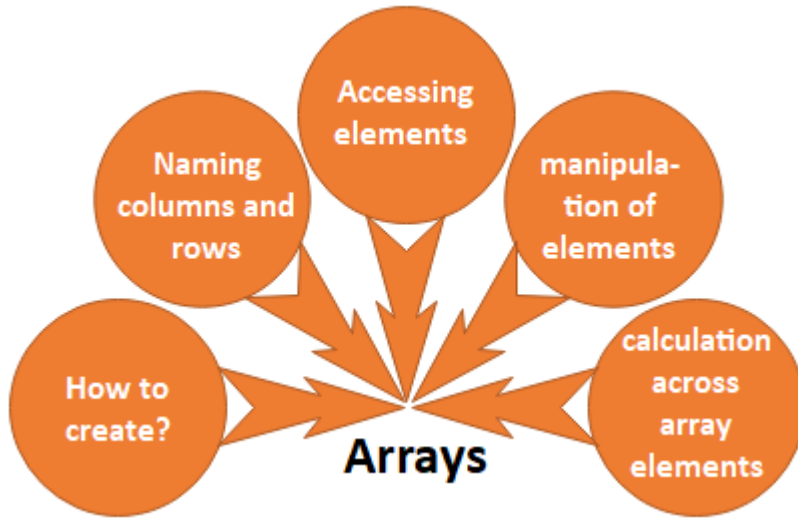 How to
create?
Naming
columns and
rows
Accessing
elements
manipula-
tion of
elements
calculation
across
array
elements
Arrays